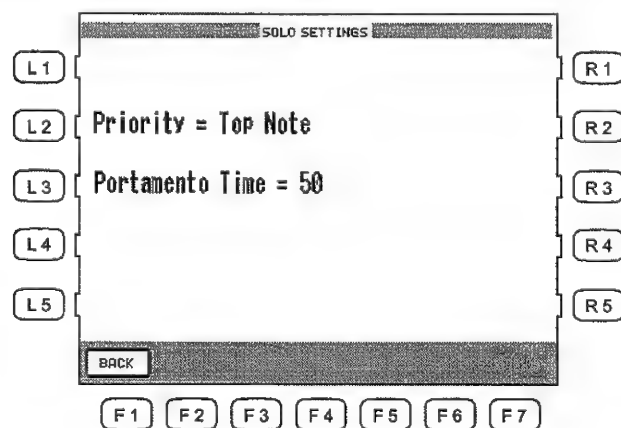 SOLO SETTINGS
L1
R1
L2 Priority = Top Note R2
L3 Portamento Time = 50 R3
L4
R4
L5
R5
BACK
F1 F2 F3 F4 F5 F6 F7